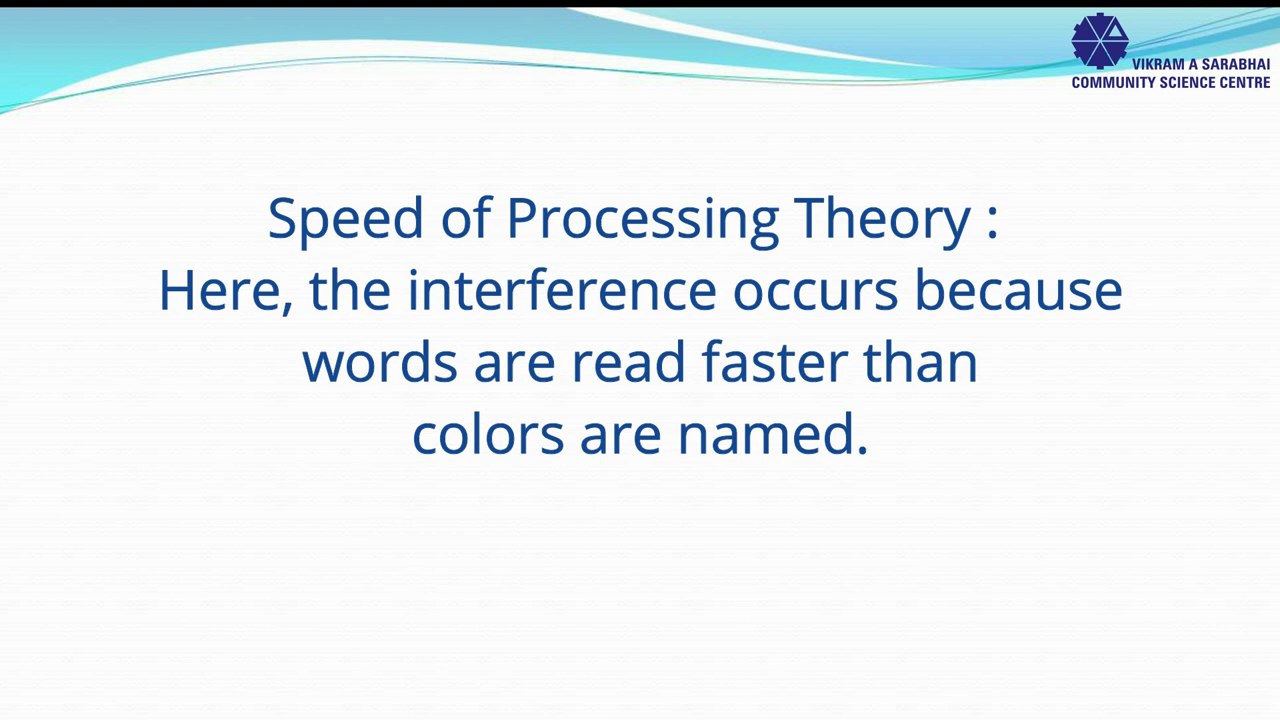 VIKRAM A SARABHAI
COMMUNITY SCIENCE CENTRE
Speed of Processing Theory :
Here, the interference occurs because
words are read faster than
colors are named.